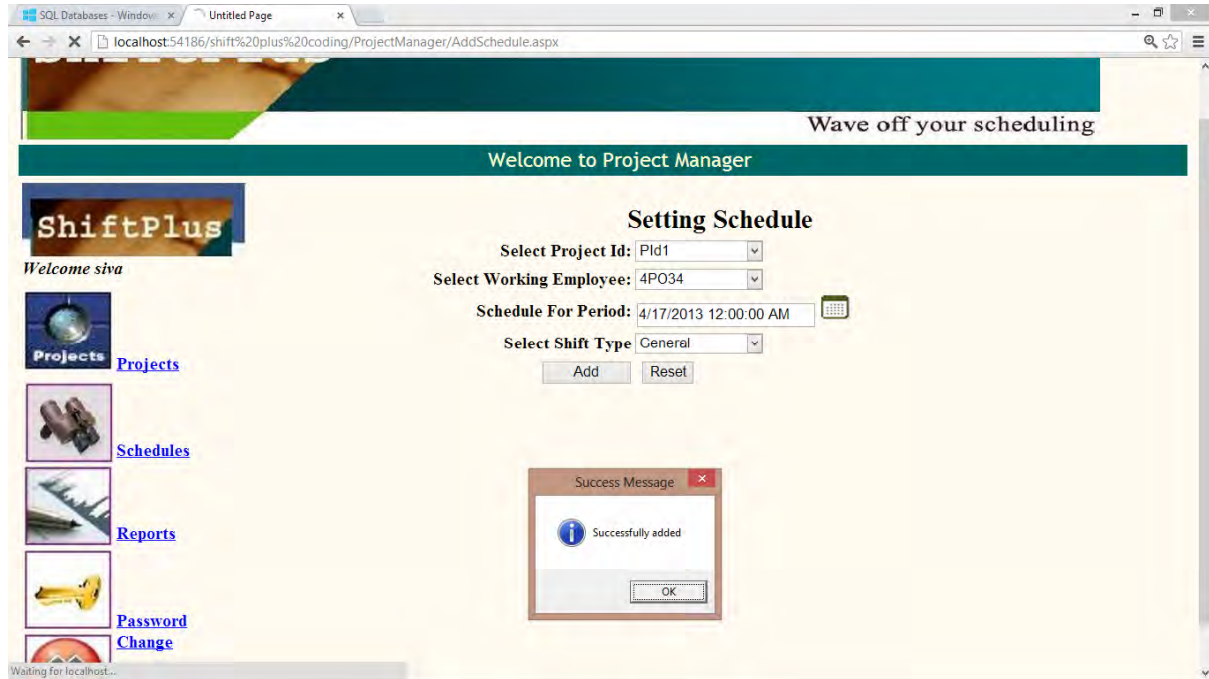 SQL Databases - Window
Untitled Page
localhost:54186/shift%20plus%20coding/ProjectManager/AddSchedule.aspx
Wave off your scheduling
Welcome to Project Manager
ShiftPlus
Welcome siva
Setting Schedule
Select Project Id: PId1
Select Working Employee: 4PO34
Schedule For Period: 4/17/2013 12:00:00 AM
Select Shift Type General
Add Reset
Projects
Projects
Schedules
Reports
Password
Change
Success Message
Successfully added
OK
Waiting for localhost...